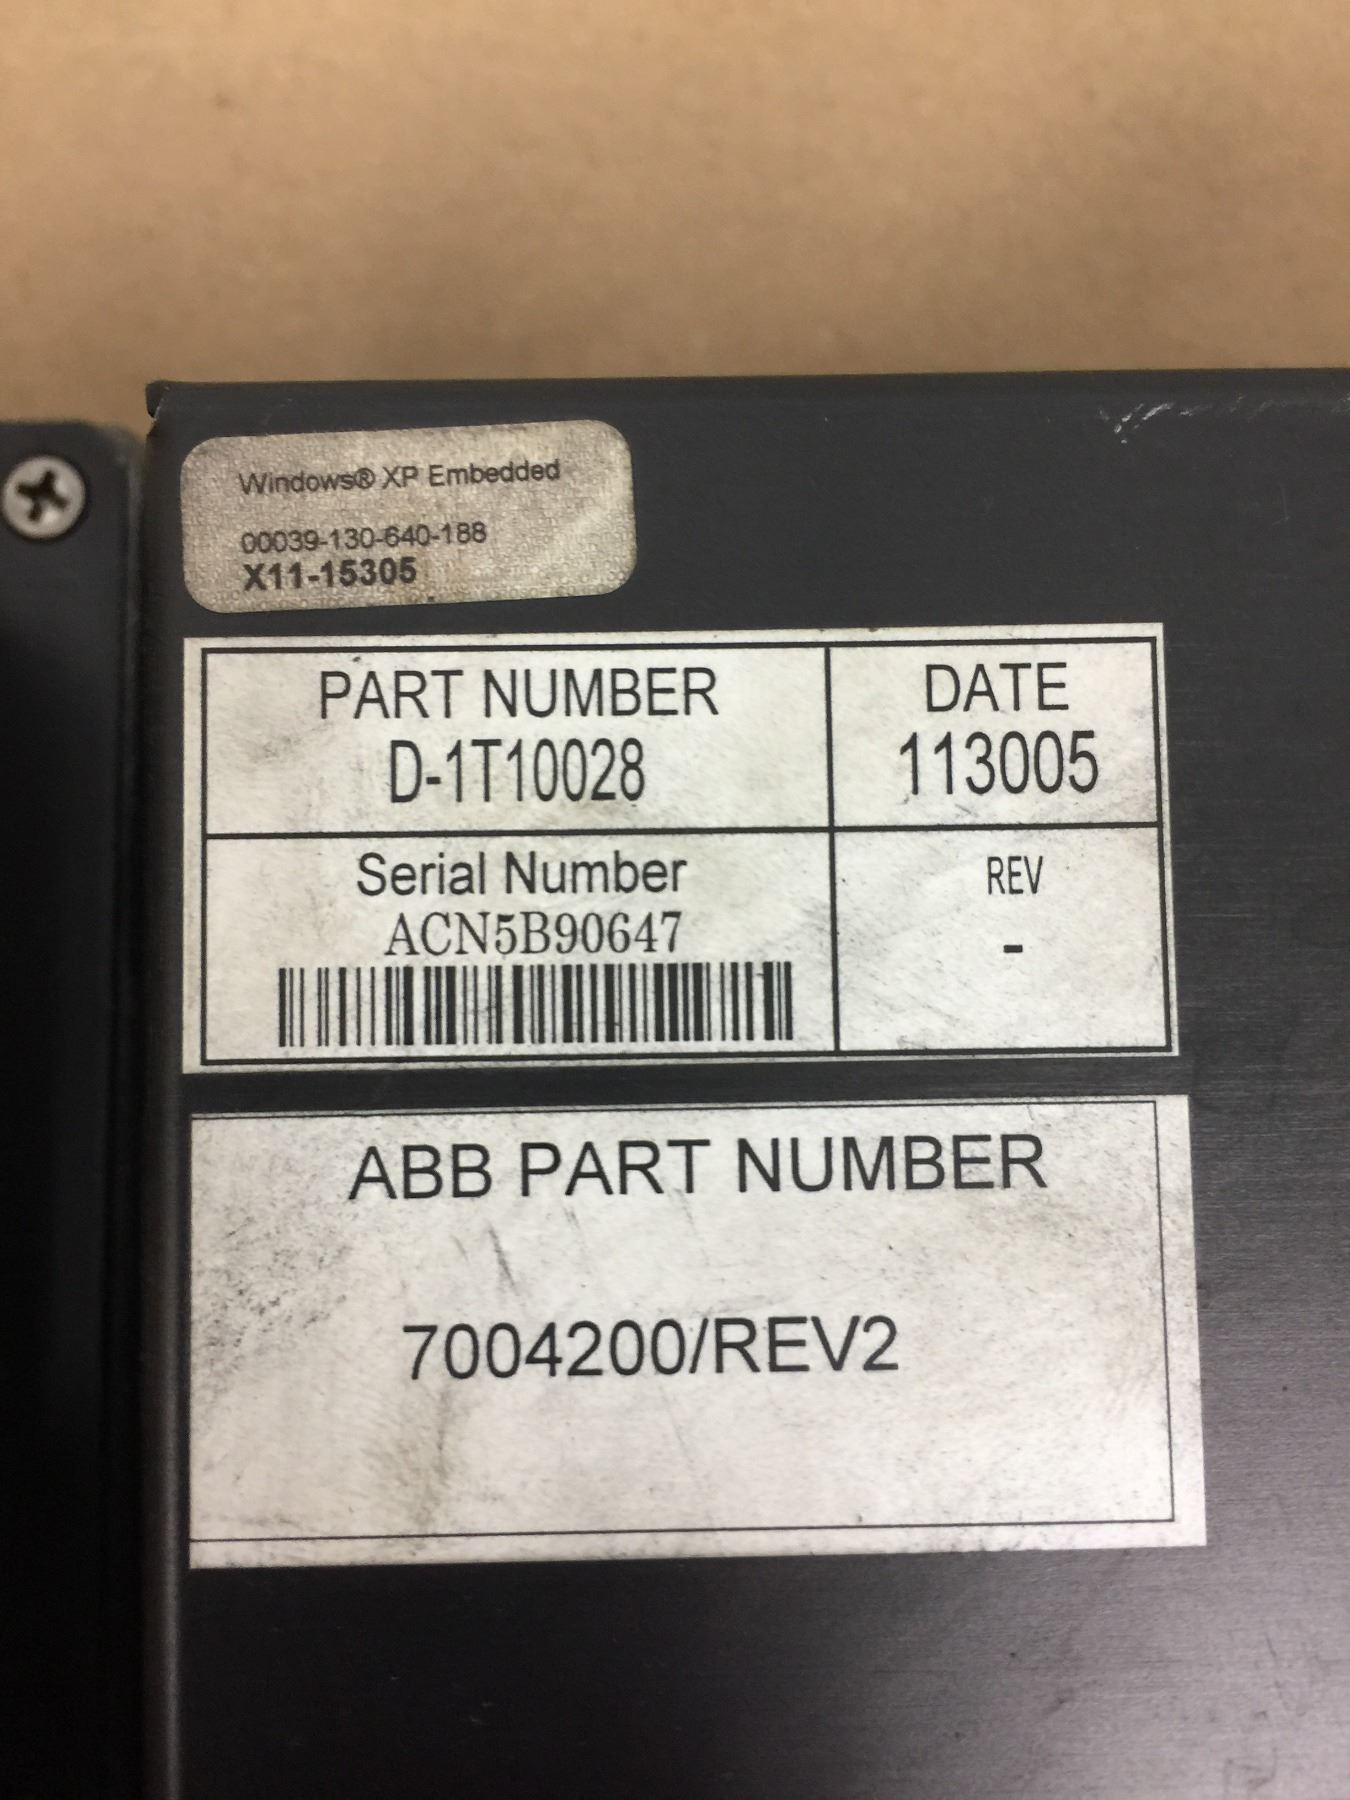 Windows® XP Embedded
00039-130-640-188
X11-15305
PART NUMBER
D-1T10028
DATE
113005
Serial Number
ACN5B90647
REV
-
ABB PART NUMBER
7004200/REV2